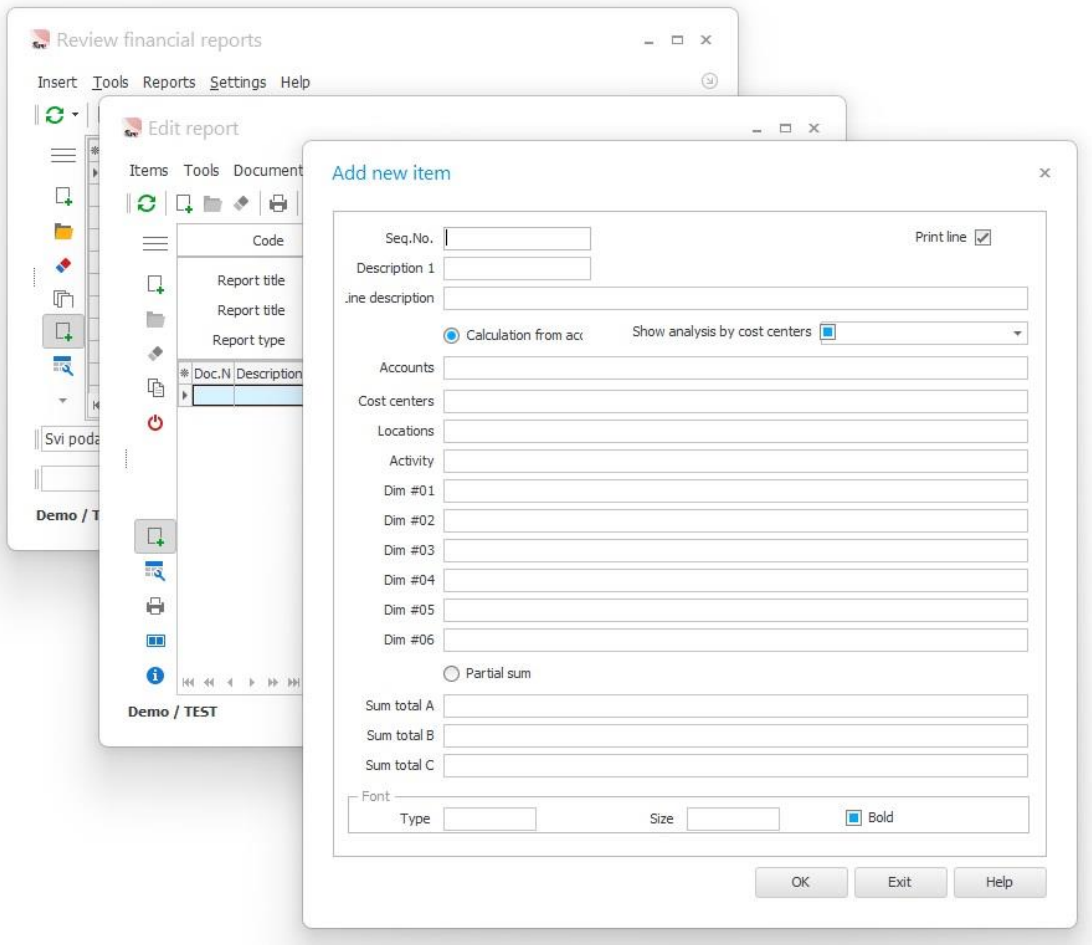 Review financial reports
Insert Tools Reports Settings Help
Edit report
Items Tools Document
Code
Report title
Report title
Report type
Doc.N Description
Svi poda
Demo / T
Demo / TEST
Add new item
Seq.No.
Print line
Description 1
ine description
Calculation from acc
Show analysis by cost centers
Accounts
Cost centers
Locations
Activity
Dim #01
Dim #02
Dim #03
Dim #04
Dim #05
Dim #06
Partial sum
Sum total A
Sum total B
Sum total C
Font
Type
Size
Bold
OK
Exit
Help